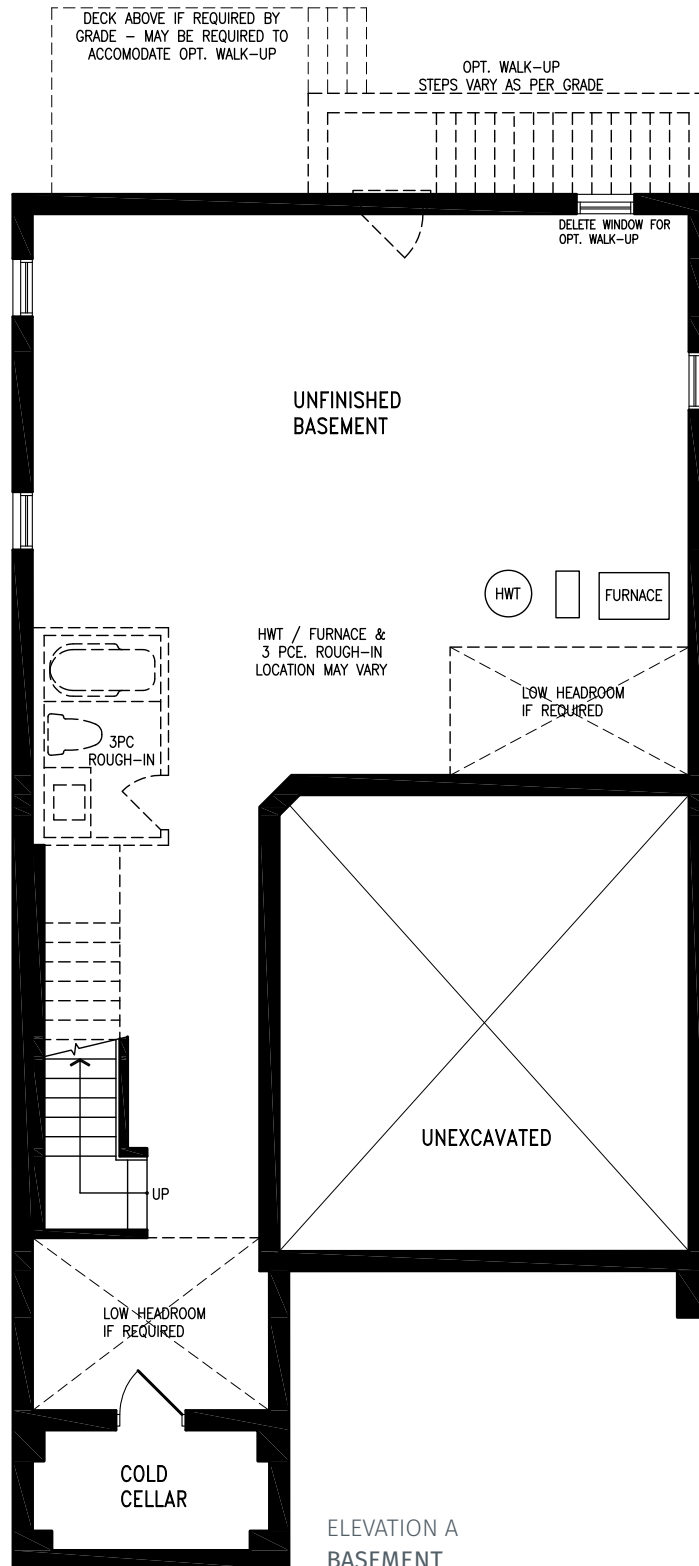 DECK ABOVE IF REQUIRED BY
GRADE – MAY BE REQUIRED TO
ACCOMODATE OPT. WALK–UP
OPT. WALK–UP
STEPS VARY AS PER GRADE
DELETE WINDOW FOR
OPT. WALK–UP
UNFINISHED
BASEMENT
HWT
FURNACE
HWT / FURNACE &
3 PCE. ROUGH–IN
LOCATION MAY VARY
LOW HEADROOM
IF REQUIRED
3PC
ROUGH–IN
UNEXCAVATED
UP
LOW HEADROOM
IF REQUIRED
COLD
CELLAR
ELEVATION A
BASEMENT